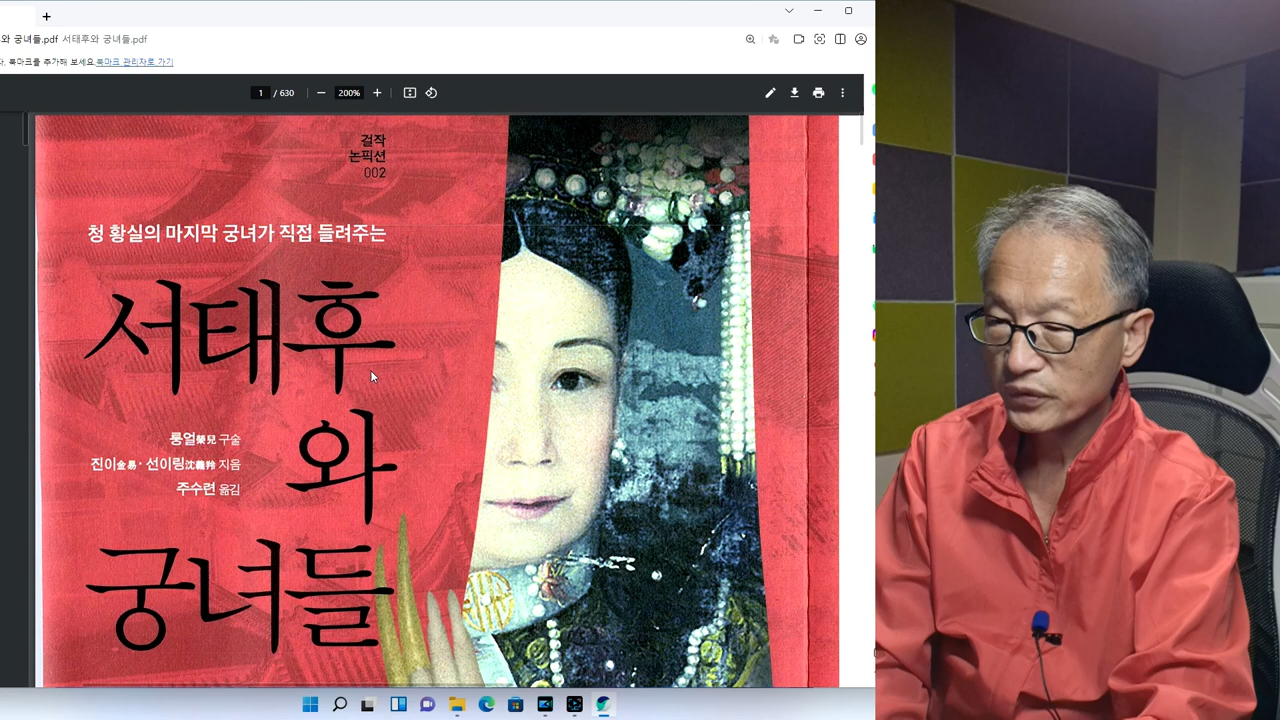 와 궁녀들.pdf 서태후와 궁녀들.pdf
북마크를 추가해 보세요.북마크 관리자로 가기
1 / 630 200%
걸작
논픽션
002
청 황실의 마지막 궁녀가 직접 들려주는
서태후
와
룽얼榮兒 구술
진이金易 · 선이링沈義羚 지음
주수련 옮김
궁녀들